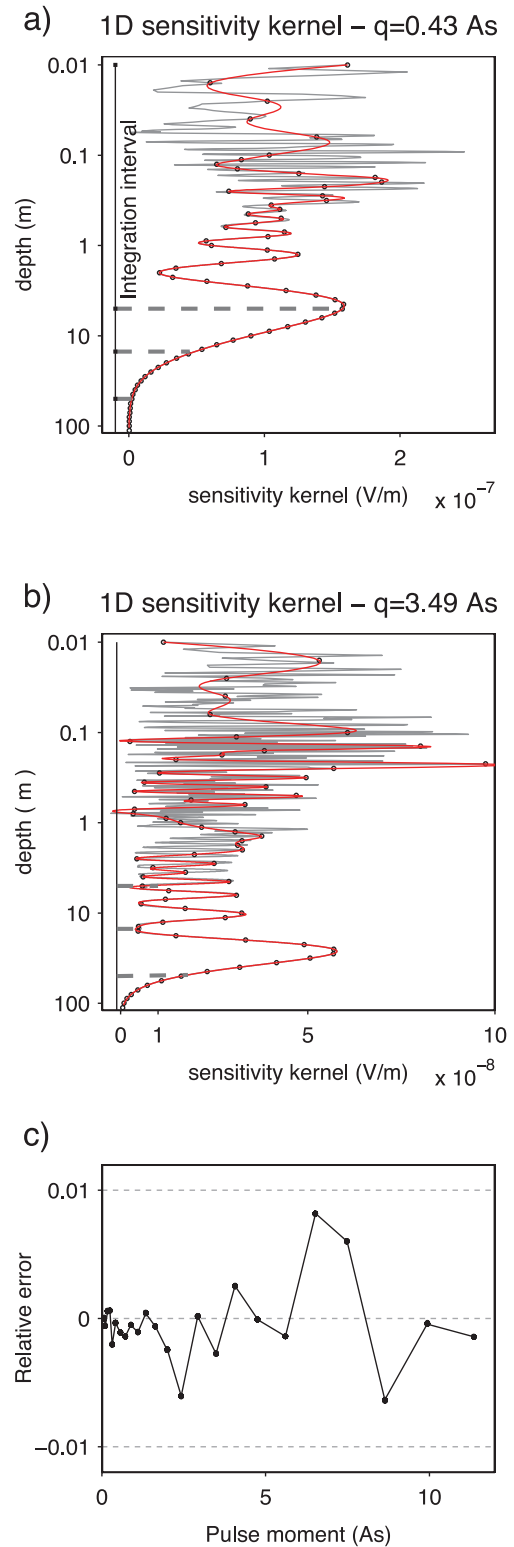 a)
1D sensitivity kernel – q=0.43 As
0.01
0.1
1
10
100
depth (m)
Integration interval
0
1
2
sensitivity kernel (V/m)
x 10⁻⁷
b)
1D sensitivity kernel – q=3.49 As
0.01
0.1
1
10
100
depth ( m )
0
1
5
10
sensitivity kernel (V/m)
x 10⁻⁸
c)
0.01
0
−0.01
Relative error
0
5
10
Pulse moment (As)